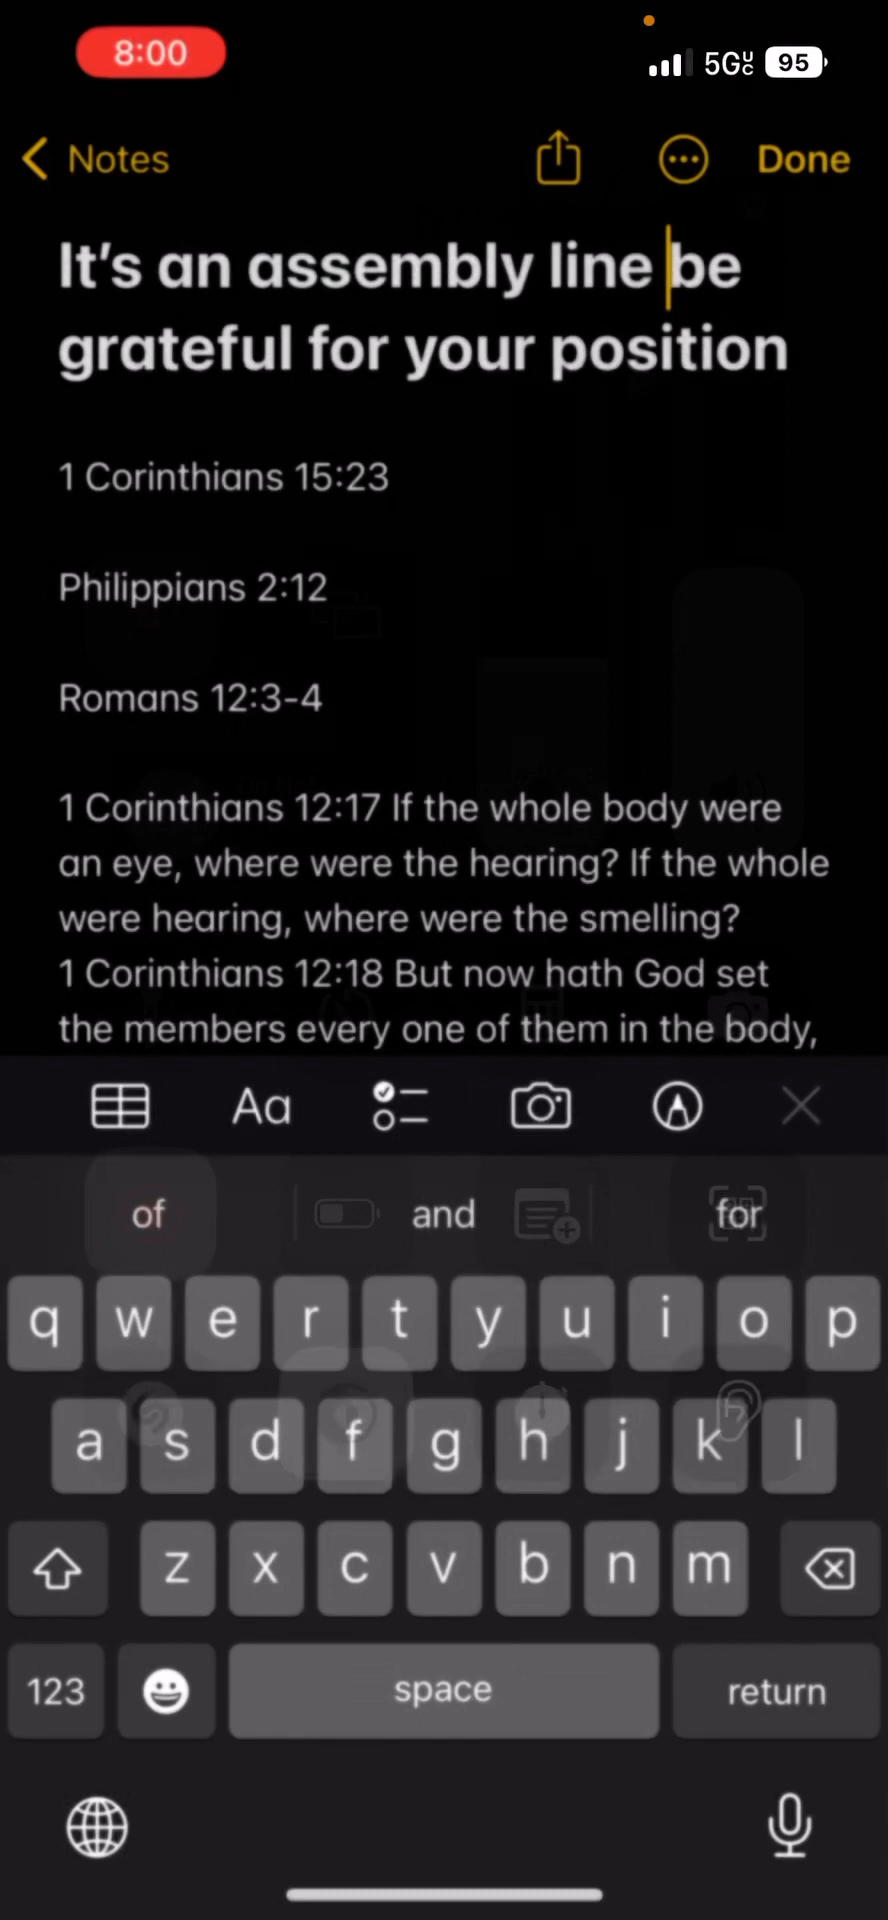 8:00
5GUC 95
Notes
Done
It's an assembly line be
grateful for your position
1 Corinthians 15:23
Philippians 2:12
Romans 12:3-4
1 Corinthians 12:17 If the whole body were
an eye, where were the hearing? If the whole
were hearing, where were the smelling?
1 Corinthians 12:18 But now hath God set
the members every one of them in the body,
Aa
of and for
q w e r t y u i o p
a s d f g h j k l
z x c v b n m
123 space return